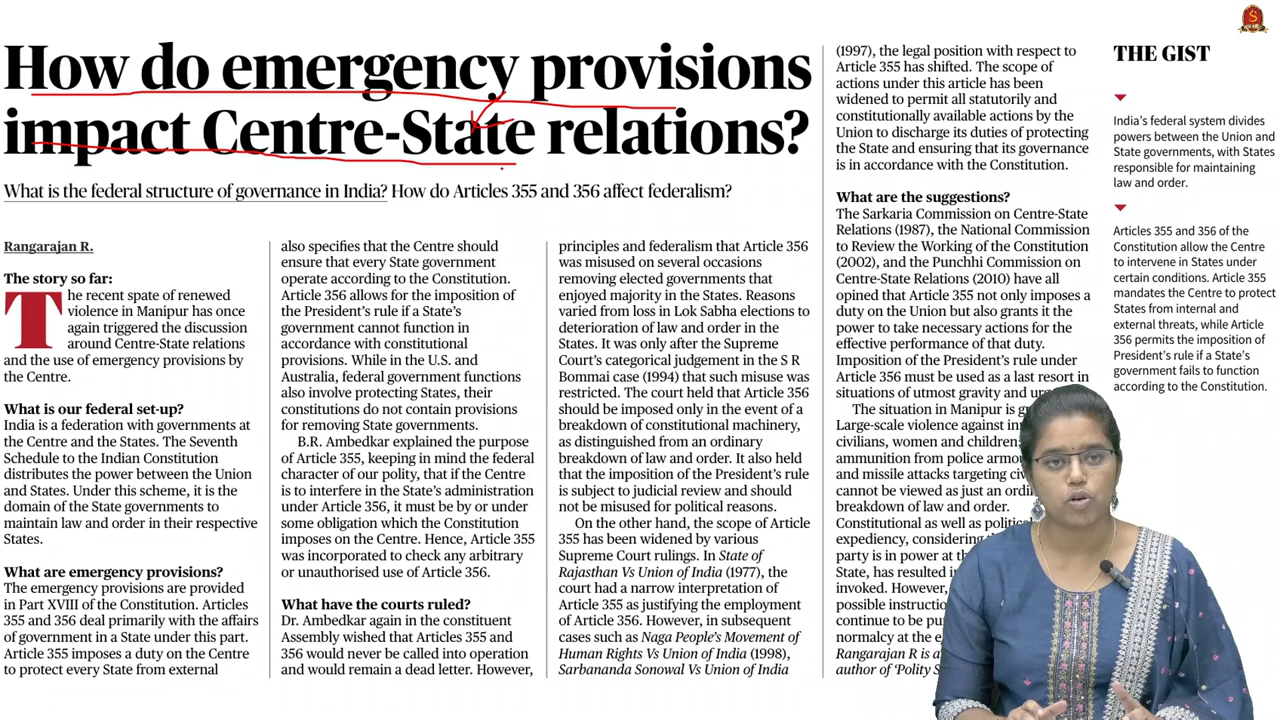 How do emergency provisions
impact Centre-State relations?
What is the federal structure of governance in India? How do Articles 355 and 356 affect federalism?
Rangarajan R.
The story so far:
The recent spate of renewed
violence in Manipur has once
again triggered the discussion
around Centre-State relations
and the use of emergency provisions by
the Centre.
What is our federal set-up?
India is a federation with governments at
the Centre and the States. The Seventh
Schedule to the Indian Constitution
distributes the power between the Union
and States. Under this scheme, it is the
domain of the State governments to
maintain law and order in their respective
States.
What are emergency provisions?
The emergency provisions are provided
in Part XVIII of the Constitution. Articles
355 and 356 deal primarily with the affairs
of government in a State under this part.
Article 355 imposes a duty on the Centre
to protect every State from external
also specifies that the Centre should
ensure that every State government
operate according to the Constitution.
Article 356 allows for the imposition of
the President's rule if a State's
government cannot function in
accordance with constitutional
provisions. While in the U.S. and
Australia, federal government functions
also involve protecting States, their
constitutions do not contain provisions
for removing State governments.
B.R. Ambedkar explained the purpose
of Article 355, keeping in mind the federal
character of our polity, that if the Centre
is to interfere in the State's administration
under Article 356, it must be by or under
some obligation which the Constitution
imposes on the Centre. Hence, Article 355
was incorporated to check any arbitrary
or unauthorised use of Article 356.
What have the courts ruled?
Dr. Ambedkar again in the constituent
Assembly wished that Articles 355 and
356 would never be called into operation
and would remain a dead letter. However,
principles and federalism that Article 356
was misused on several occasions
removing elected governments that
enjoyed majority in the States. Reasons
varied from loss in Lok Sabha elections to
deterioration of law and order in the
States. It was only after the Supreme
Court's categorical judgement in the S R
Bommai case (1994) that such misuse was
restricted. The court held that Article 356
should be imposed only in the event of a
breakdown of constitutional machinery,
as distinguished from an ordinary
breakdown of law and order. It also held
that the imposition of the President's rule
is subject to judicial review and should
not be misused for political reasons.
On the other hand, the scope of Article
355 has been widened by various
Supreme Court rulings. In State of
Rajasthan Vs Union of India (1977), the
court had a narrow interpretation of
Article 355 as justifying the employment
of Article 356. However, in subsequent
cases such as Naga People's Movement of
Human Rights Vs Union of India (1998),
Sarbananda Sonowal Vs Union of India
(1997), the legal position with respect to
Article 355 has shifted. The scope of
actions under this article has been
widened to permit all statutorily and
constitutionally available actions by the
Union to discharge its duties of protecting
the State and ensuring that its governance
is in accordance with the Constitution.
What are the suggestions?
The Sarkaria Commission on Centre-State
Relations (1987), the National Commission
to Review the Working of the Constitution
(2002), and the Punchhi Commission on
Centre-State Relations (2010) have all
opined that Article 355 not only imposes a
duty on the Union but also grants it the
power to take necessary actions for the
effective performance of that duty.
Imposition of the President's rule under
Article 356 must be used as a last resort in
situations of utmost gravity and
The situation in Manipur is
Large-scale violence against
civilians, women and children,
ammunition from police
and missile attacks targeting
cannot be viewed as just an
breakdown of law and order.
Constitutional as well as
expediency, considering
party is in power at
State, has resulted
invoked. However,
possible
continue to be
normalcy at the
Rangarajan R is
author of 'Polity
THE GIST
India's federal system divides
powers between the Union and
State governments, with States
responsible for maintaining
law and order.
Articles 355 and 356 of the
Constitution allow the Centre
to intervene in States under
certain conditions. Article 355
mandates the Centre to protect
States from internal and
external threats, while Article
356 permits the imposition of
President's rule if a State's
government fails to function
according to the Constitution.